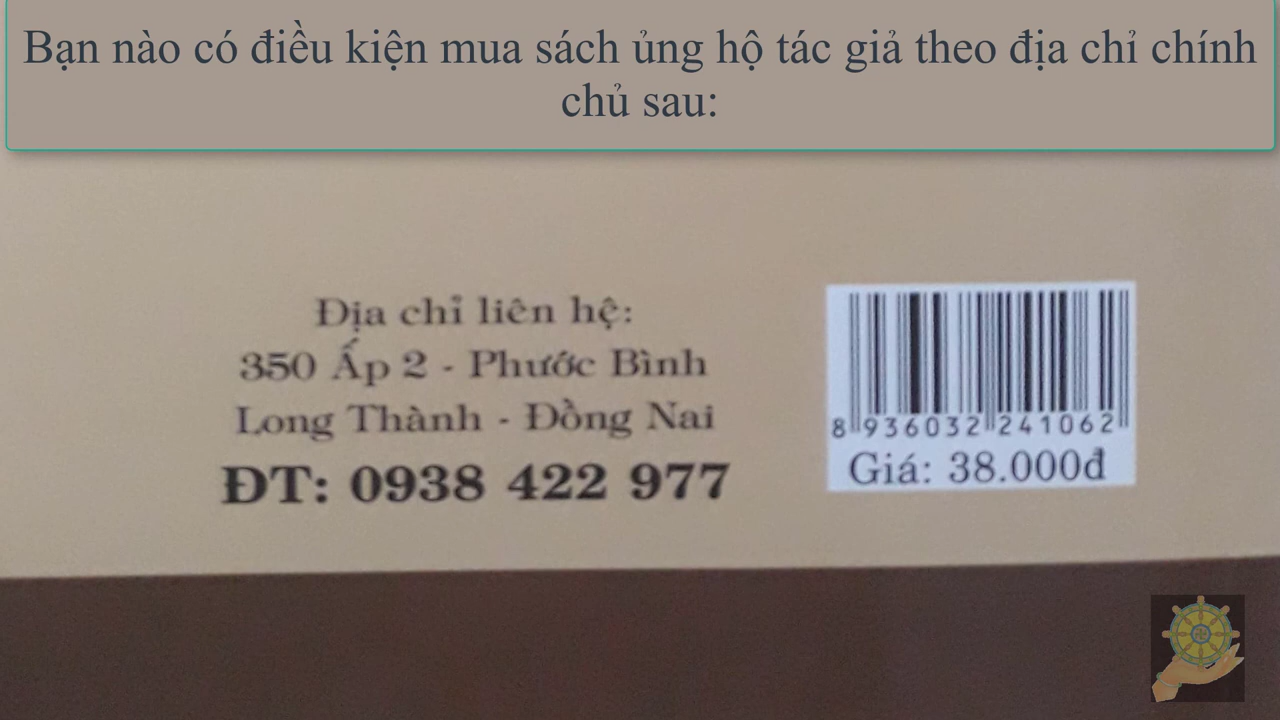 Bạn nào có điều kiện mua sách ủng hộ tác giả theo địa chỉ chính
chủ sau:
Địa chỉ liên hệ:
350 Ấp 2 - Phước Bình
Long Thành - Đồng Nai
ĐT: 0938 422 977
8 936032 241062
Giá: 38.000đ